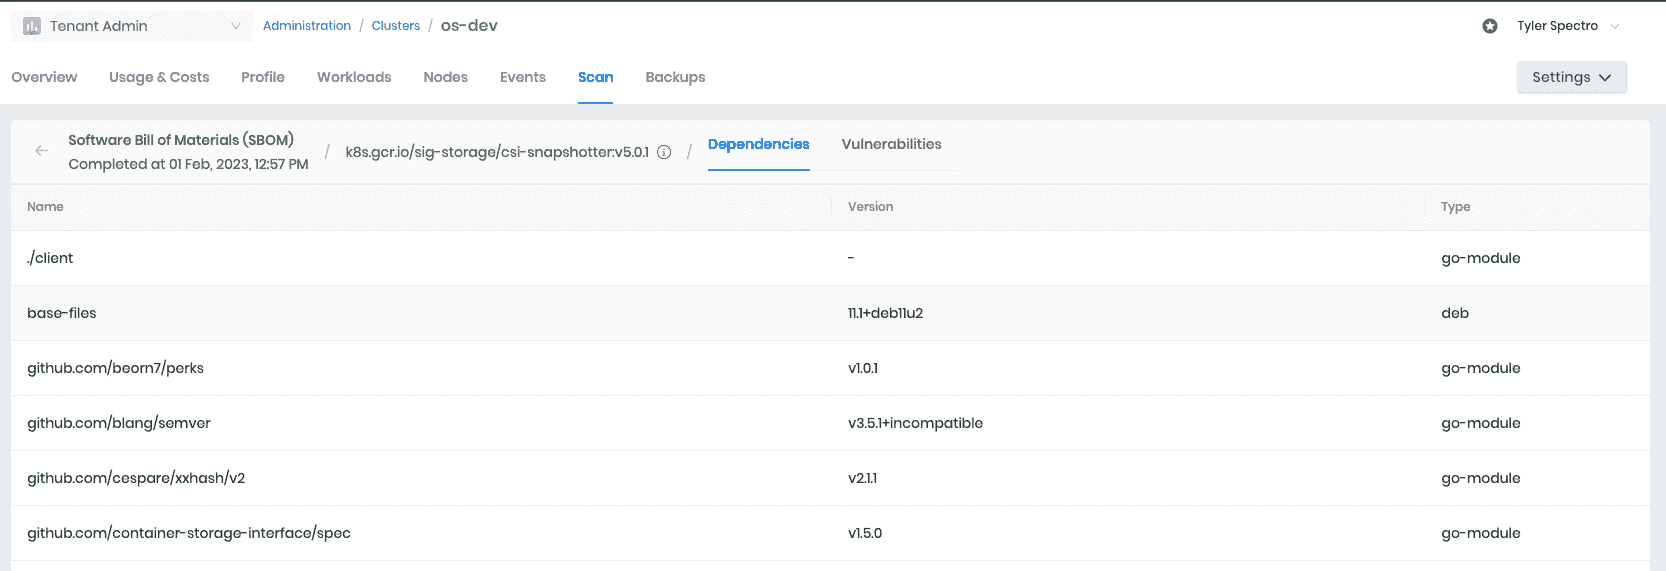 Tenant Admin Administration / Clusters / os-dev Tyler Spectro
Overview Usage & Costs Profile Workloads Nodes Events Scan Backups Settings
Software Bill of Materials (SBOM)
Completed at 01 Feb, 2023, 12:57 PM / k8s.gcr.io/sig-storage/csi-snapshotter:v5.0.1 / Dependencies Vulnerabilities
Name Version Type
./client - go-module
base-files 11.1+deb11u2 deb
github.com/beorn7/perks v1.0.1 go-module
github.com/blang/semver v3.5.1+incompatible go-module
github.com/cespare/xxhash/v2 v2.1.1 go-module
github.com/container-storage-interface/spec v1.5.0 go-module